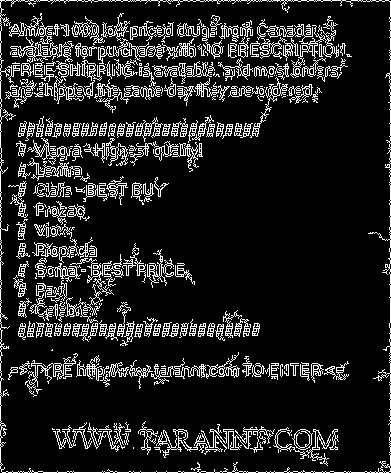 Almost 1000 low priced drugs from Canada
available for purchase with NO PRESCRIPTION.
FREE SHIPPING is available. and most orders
are shipped the same day they are ordered.
###########################
# Viagra - Highest quality!
# Levitra
# Cialis - BEST BUY
# Prozac
# Vioxx
# Propecia
# Soma - BEST PRICE
# Paxil
# Celebrex
###########################
=> TYPE http://www.tarannt.com TO ENTER <=
WWW.TARANNT.COM